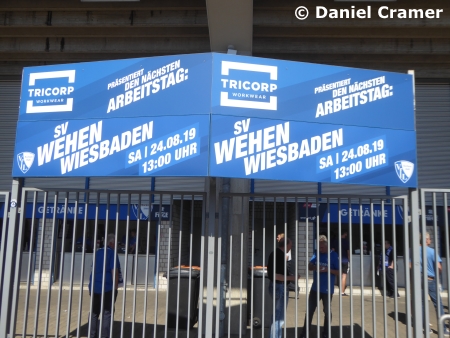 © Daniel Cramer
TRICORP
WORKWEAR
PRÄSENTIERT
DEN NÄCHSTEN
ARBEITSTAG:
SV
WEHEN
WIESBADEN
SA | 24.08.19
13:00 UHR
TRICORP
WORKWEAR
PRÄSENTIERT
DEN NÄCHSTEN
ARBEITSTAG:
SV
WEHEN
WIESBADEN
SA | 24.08.19
13:00 UHR
GETRÄNKE
GETRÄNKE